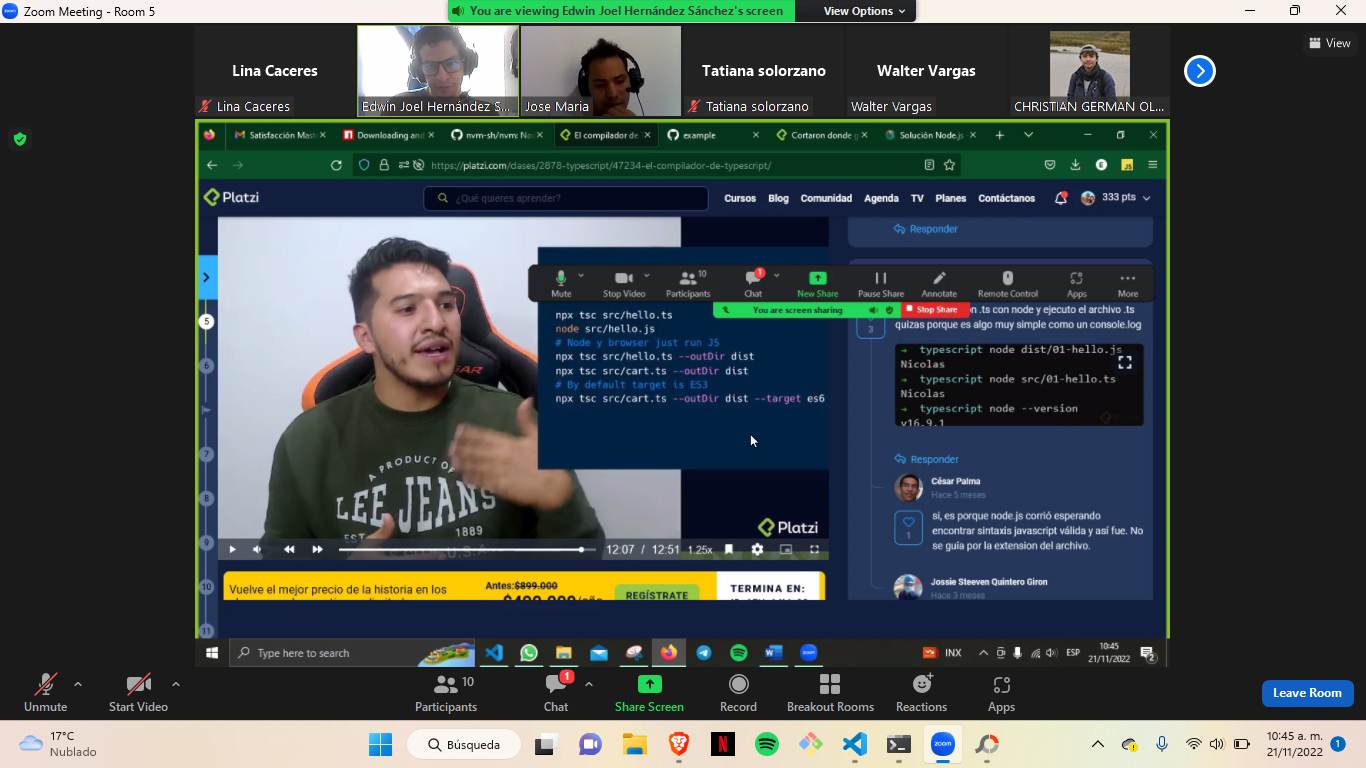 Zoom Meeting - Room 5
You are viewing Edwin Joel Hernández Sánchez's screen
View Options
View
Lina Caceres
Tatiana solorzano
Walter Vargas
Lina Caceres
Edwin Joel Hernández S...
Jose Maria
Tatiana solorzano
Walter Vargas
CHRISTIAN GERMAN OL...
Satisfacción Mast
Downloading and
nvm-sh/nvm: No
El compilador de
example
Cortaron donde
Solución Node.js
https://platzi.com/clases/2878-typescript/47234-el-compilador-de-typescript/
E
JS
Platzi
¿Qué quieres aprender?
Cursos
Blog
Comunidad
Agenda
TV
Planes
Contáctanos
333 pts
Responder
Mute
Stop Video
Participants
10
Chat
1
New Share
Pause Share
Annotate
Remote Control
Apps
More
You are screen sharing
Stop Share
npx tsc src/hello.ts
node src/hello.js
# Node y browser just run JS
npx tsc src/hello.ts --outDir dist
npx tsc src/cart.ts --outDir dist
# By default target is ES3
npx tsc src/cart.ts --outDir dist --target es6
3
n .ts con node y ejecuto el archivo .ts
quizas porque es algo muy simple como un console.log
→ typescript node dist/01-hello.js
Nicolas
→ typescript node src/01-hello.ts
Nicolas
→ typescript node --version
v16.9.1
Responder
César Palma
Hace 5 meses
1
si, es porque node.js corrió esperando
encontrar sintaxis javascript válida y así fue. No
se guía por la extension del archivo.
Jossie Steeven Quintero Giron
Hace 3 meses
5
6
7
8
9
10
11
A PRODUCT OF
LEE JEANS
EST
1889
U.S.A
Platzi
12:07 / 12:51
1.25x
Vuelve el mejor precio de la historia en los
Antes:$899.000
REGÍSTRATE
TERMINA EN:
Type here to search
INX
ESP
10:45
21/11/2022
2
Unmute
Start Video
Participants
10
Chat
1
Share Screen
Record
Breakout Rooms
Reactions
Apps
Leave Room
17°C
Nublado
Búsqueda
N
zoom
10:45 a. m.
21/11/2022
1